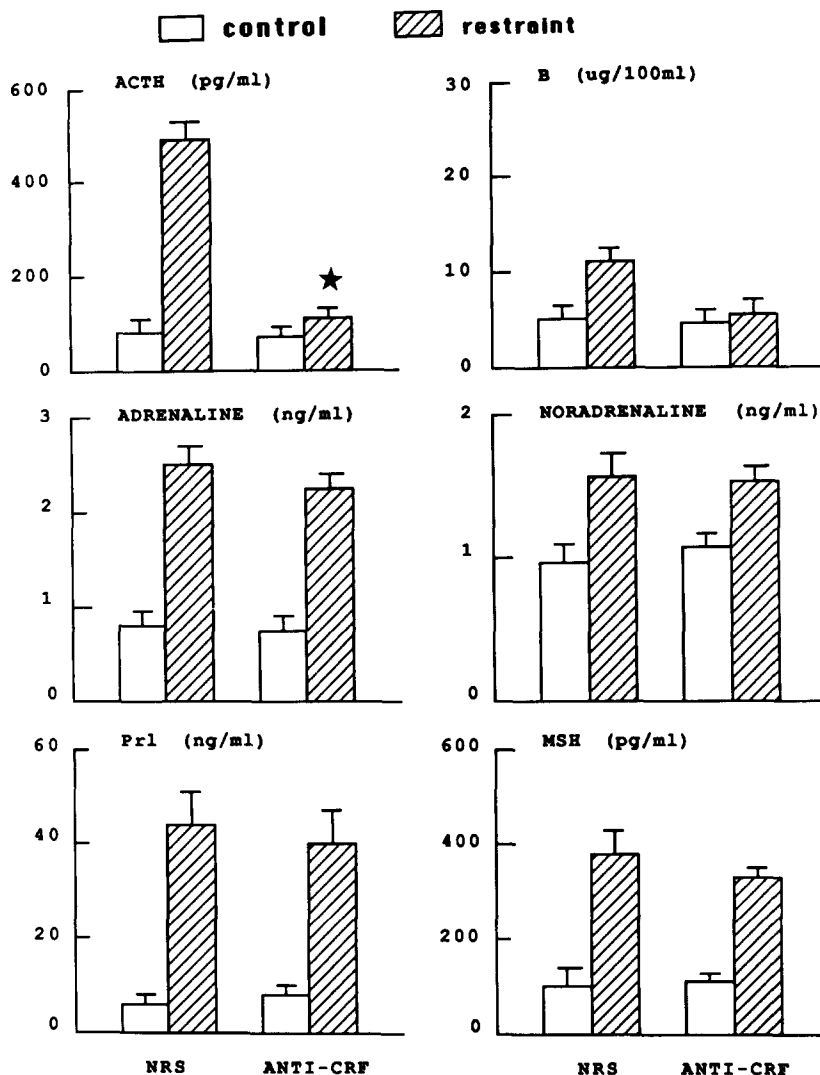 control restraint
ACTH (pg/ml)
600
400
200
0
B (ug/100ml)
30
20
10
0
ADRENALINE (ng/ml)
3
2
1
0
NORADRENALINE (ng/ml)
2
1
0
Prl (ng/ml)
60
40
20
0
NRS ANTI-CRF
MSH (pg/ml)
600
400
200
0
NRS ANTI-CRF